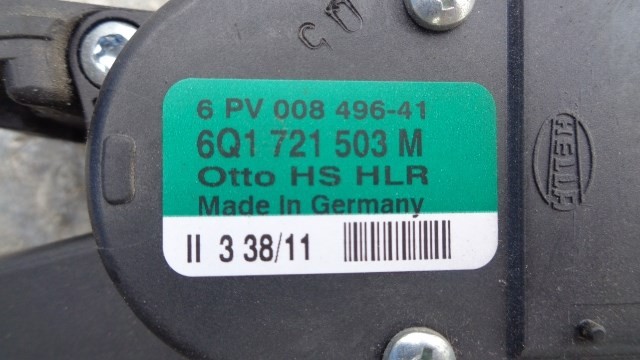 6 PV 008 496-41
6Q1 721 503 M
Otto HS HLR
Made In Germany
II 3 38/11
HELLA